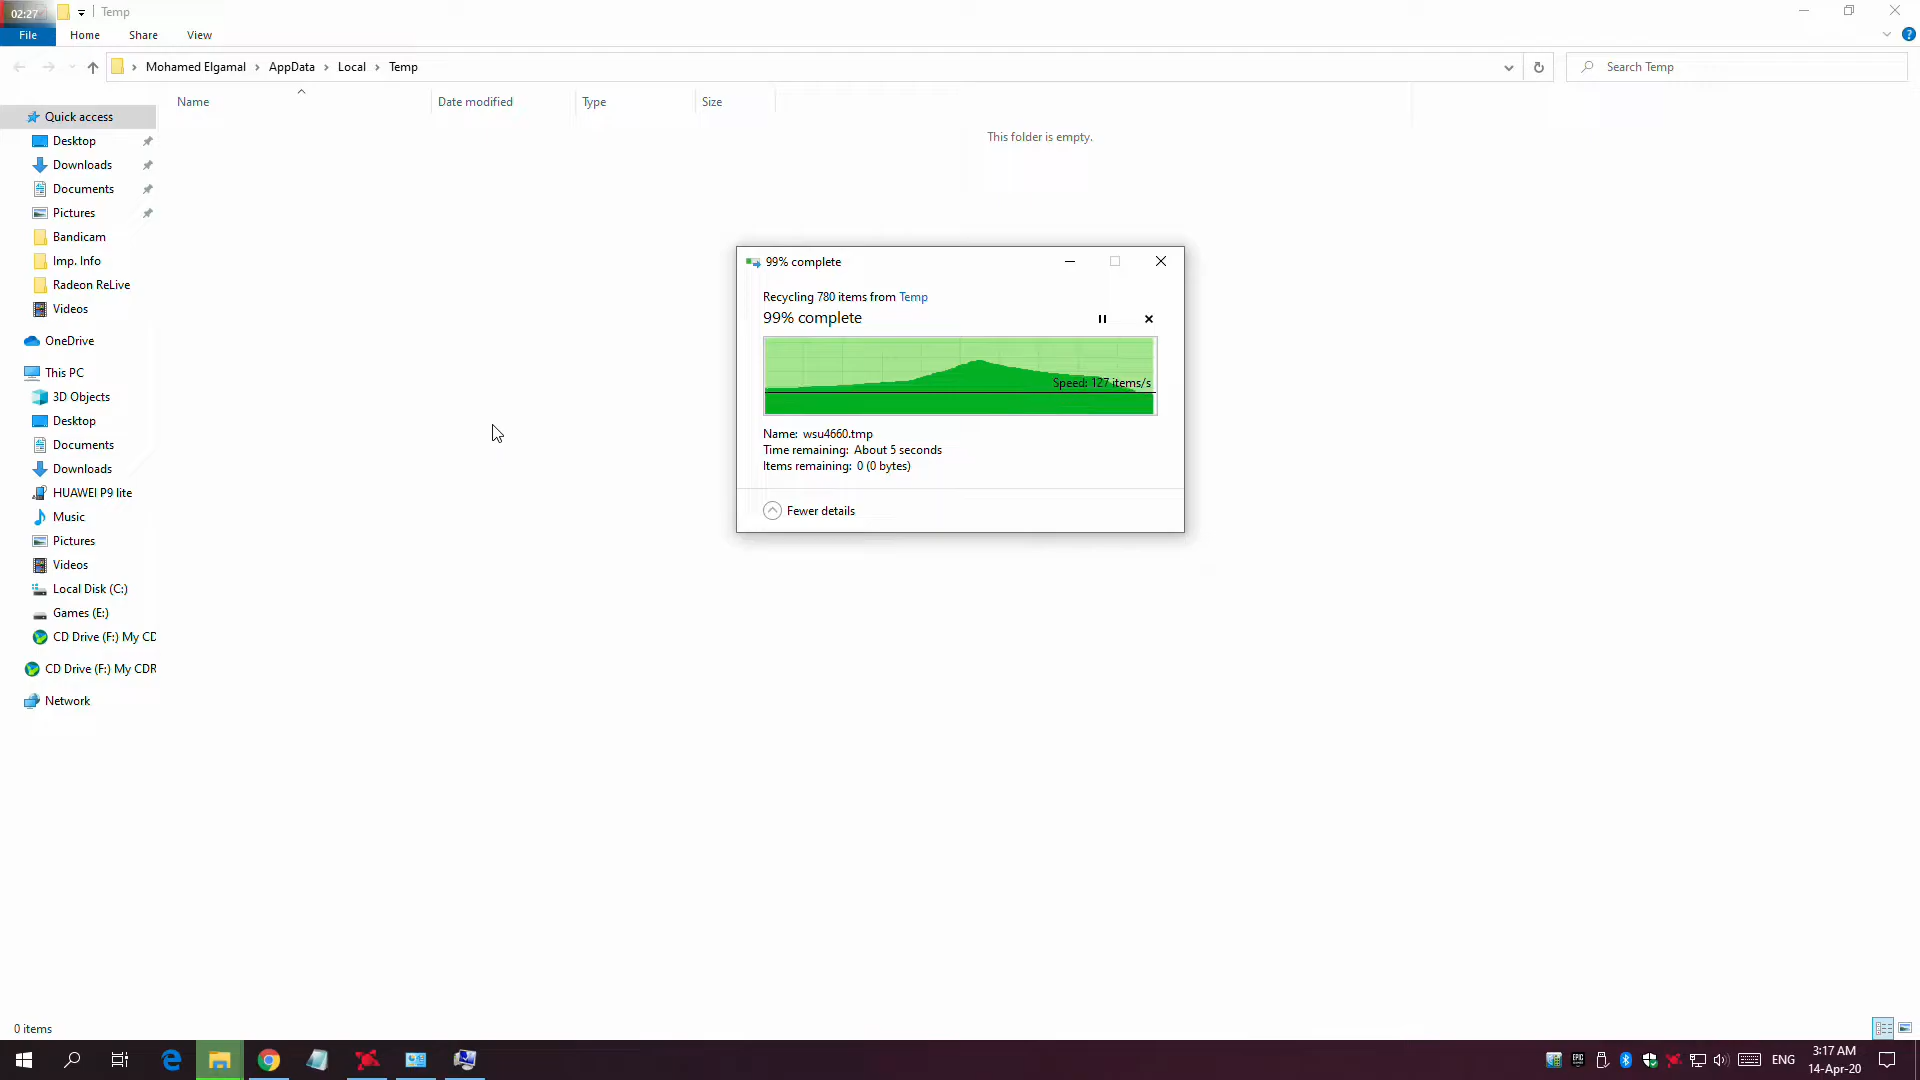 02:27
Temp
File Home Share View
Mohamed Elgamal AppData Local Temp
Search Temp
Name Date modified Type Size
This folder is empty.
Quick access
Desktop
Downloads
Documents
Pictures
Bandicam
Imp. Info
Radeon ReLive
Videos
OneDrive
This PC
3D Objects
Desktop
Documents
Downloads
HUAWEI P9 lite
Music
Pictures
Videos
Local Disk (C:)
Games (E:)
CD Drive (F:) My CD
CD Drive (F:) My CDR
Network
99% complete
Recycling 780 items from Temp
99% complete
Speed: 127 items/s
Name: wsu4660.tmp
Time remaining: About 5 seconds
Items remaining: 0 (0 bytes)
Fewer details
0 items
EPIC
ENG
3:17 AM
14-Apr-20